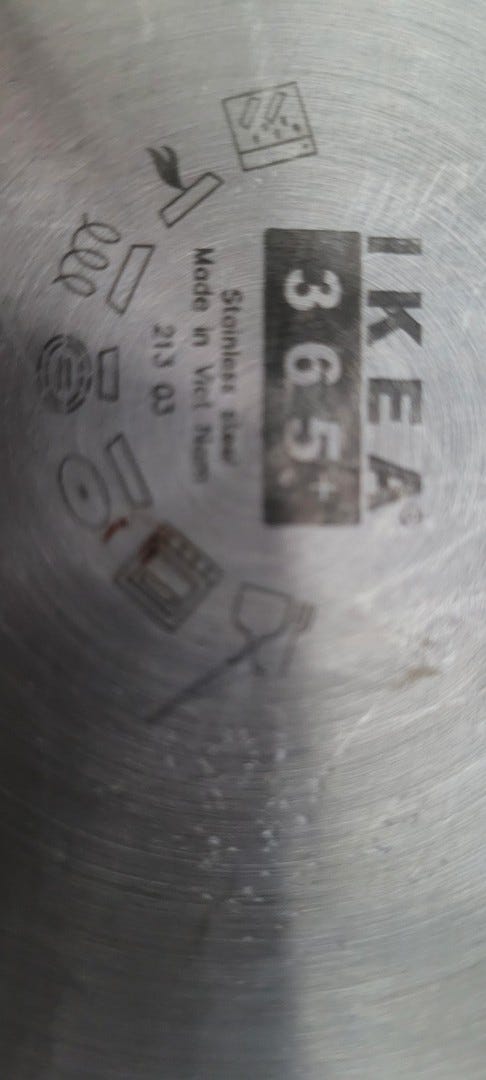 IKEA®
365+
Stainless steel
Made in Viet Nam
213 03